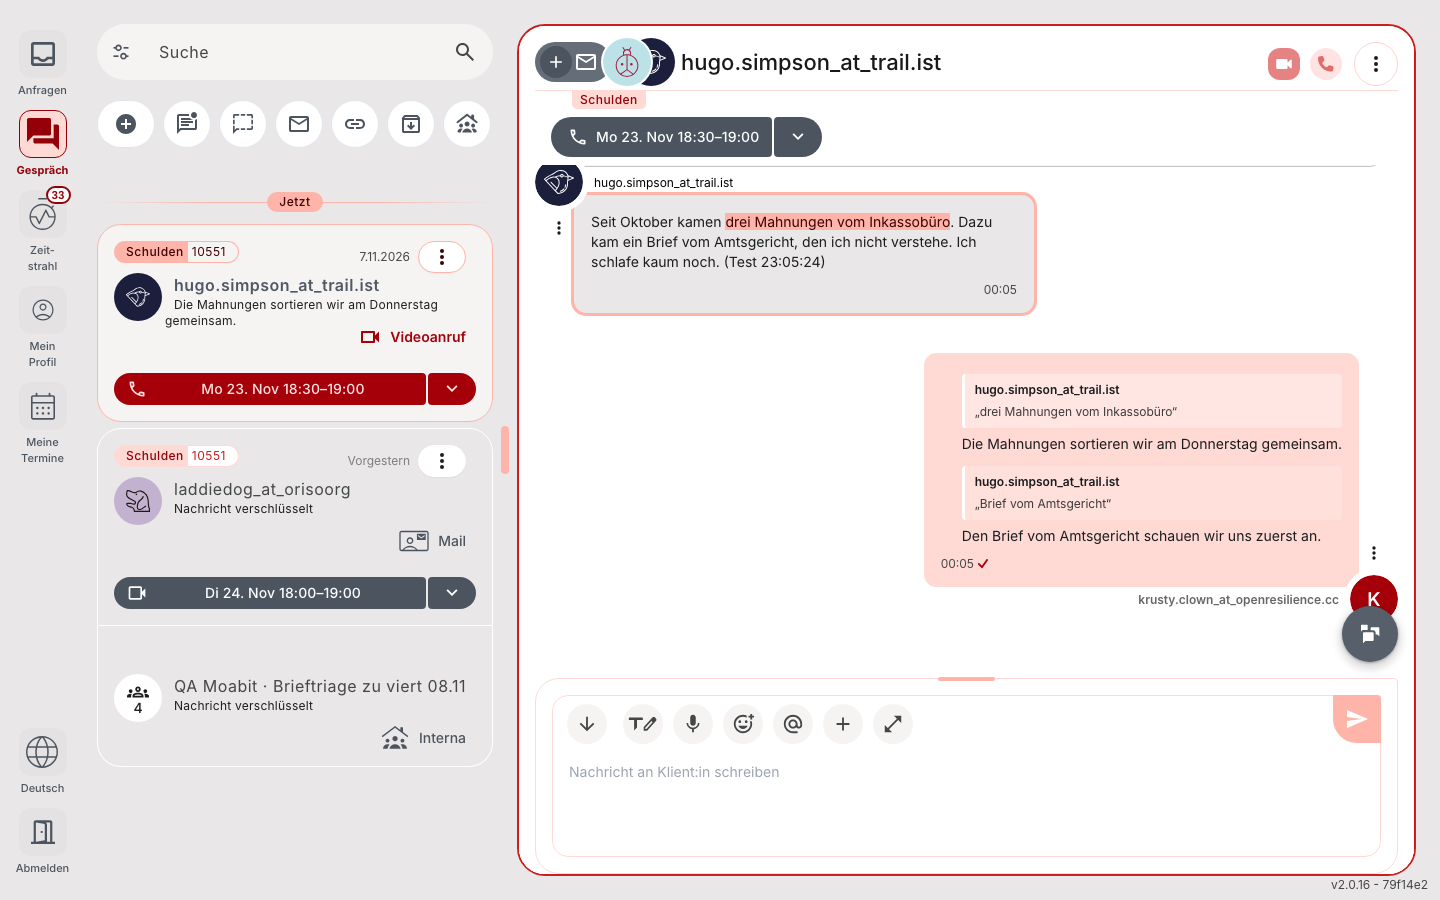 Anfragen
Gespräch
33
Zeit-
strahl
Mein
Profil
Meine
Termine
Deutsch
Abmelden
Suche
Jetzt
Schulden 10551
7.11.2026
hugo.simpson_at_trail.ist
Die Mahnungen sortieren wir am Donnerstag
gemeinsam.
Videoanruf
Mo 23. Nov 18:30–19:00
Schulden 10551
Vorgestern
laddiedog_at_orisoorg
Nachricht verschlüsselt
Mail
Di 24. Nov 18:00–19:00
QA Moabit · Brieftriage zu viert 08.11
4
Nachricht verschlüsselt
Interna
hugo.simpson_at_trail.ist
Schulden
Mo 23. Nov 18:30–19:00
hugo.simpson_at_trail.ist
Seit Oktober kamen drei Mahnungen vom Inkassobüro. Dazu
kam ein Brief vom Amtsgericht, den ich nicht verstehe. Ich
schlafe kaum noch. (Test 23:05:24)
00:05
hugo.simpson_at_trail.ist
„drei Mahnungen vom Inkassobüro“
Die Mahnungen sortieren wir am Donnerstag gemeinsam.
hugo.simpson_at_trail.ist
„Brief vom Amtsgericht“
Den Brief vom Amtsgericht schauen wir uns zuerst an.
00:05
krusty.clown_at_openresilience.cc
K
Nachricht an Klient:in schreiben
v2.0.16 - 79f14e2